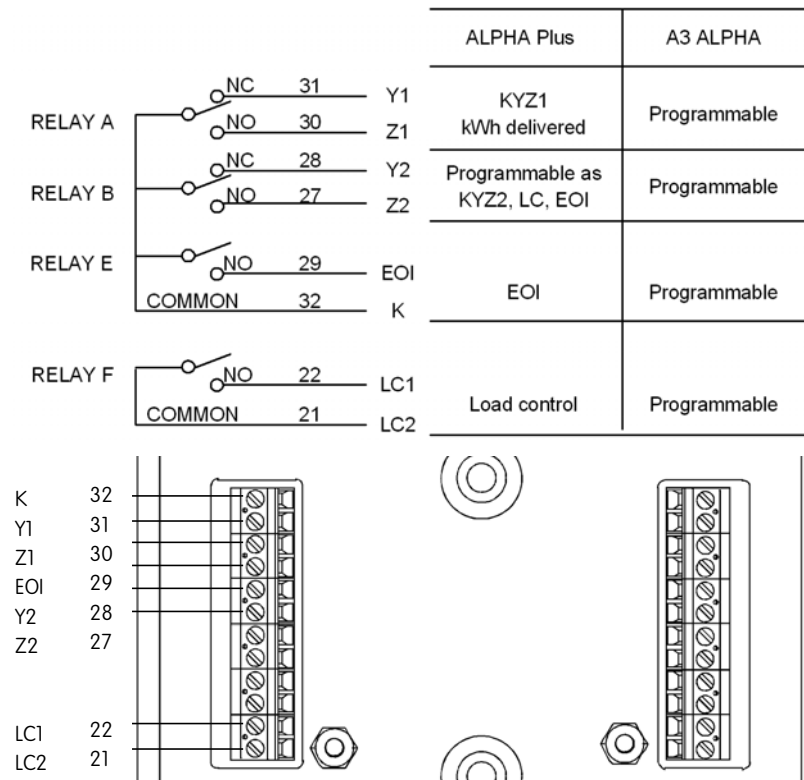 ALPHA Plus A3 ALPHA
RELAY A NC 31 Y1 KYZ1 kWh delivered Programmable
NO 30 Z1
RELAY B NC 28 Y2 Programmable as KYZ2, LC, EOI Programmable
NO 27 Z2
RELAY E NO 29 EOI EOI Programmable
COMMON 32 K
RELAY F NO 22 LC1 Load control Programmable
COMMON 21 LC2
K 32
Y1 31
Z1 30
EOI 29
Y2 28
Z2 27
LC1 22
LC2 21